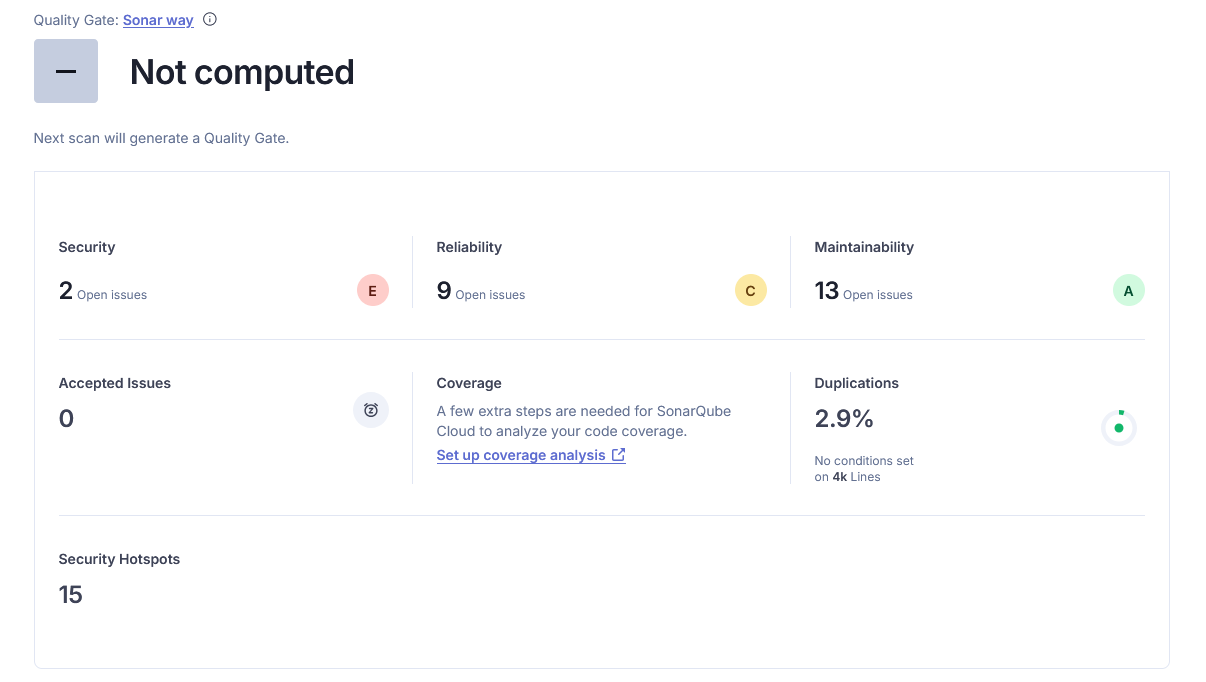 Quality Gate: Sonar way
Not computed
Next scan will generate a Quality Gate.
Security
2 Open issues
E
Reliability
9 Open issues
C
Maintainability
13 Open issues
A
Accepted Issues
0
Coverage
A few extra steps are needed for SonarQube
Cloud to analyze your code coverage.
Set up coverage analysis
Duplications
2.9%
No conditions set
on 4k Lines
Security Hotspots
15